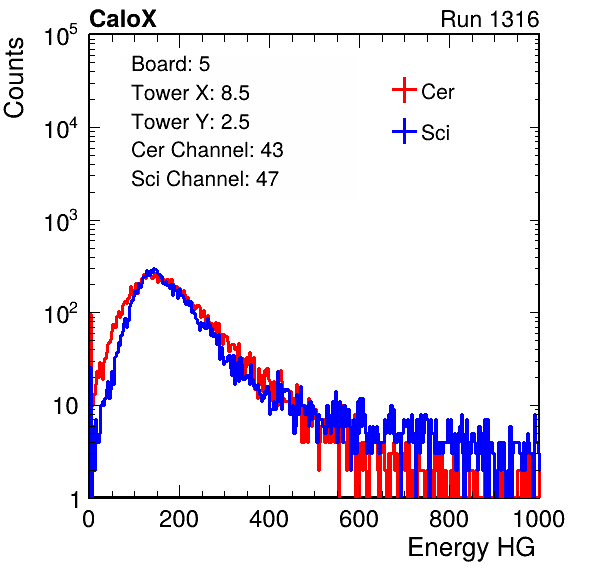 CaloX Run 1316
Counts
Board: 5
Tower X: 8.5
Tower Y: 2.5
Cer Channel: 43
Sci Channel: 47
Cer
Sci
10^5
10^4
10^3
10^2
10
1
0 200 400 600 800 1000
Energy HG